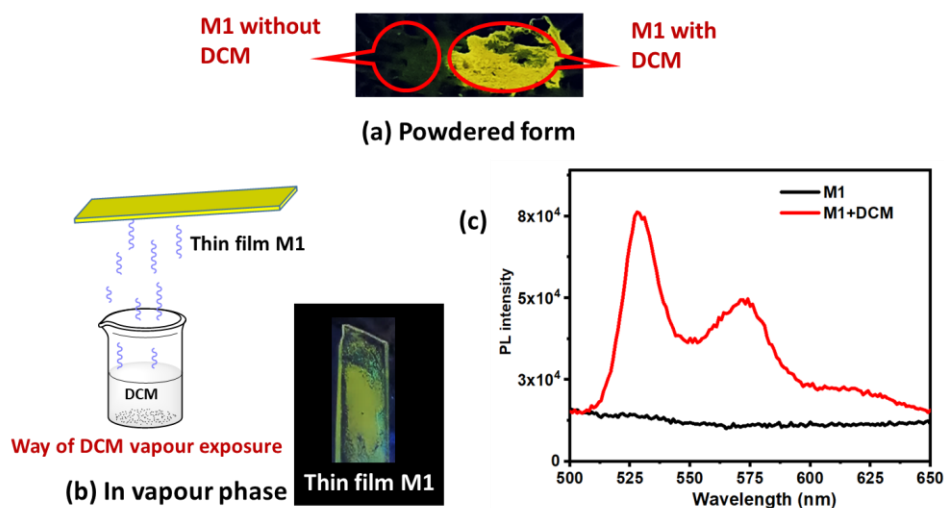 M1 without
DCM
M1 with
DCM
(a) Powdered form
Thin film M1
DCM
Way of DCM vapour exposure
(b) In vapour phase
Thin film M1
(c)
M1
M1+DCM
PL intensity
8x10⁴
5x10⁴
3x10⁴
0
500
525
550
575
600
625
650
Wavelength (nm)